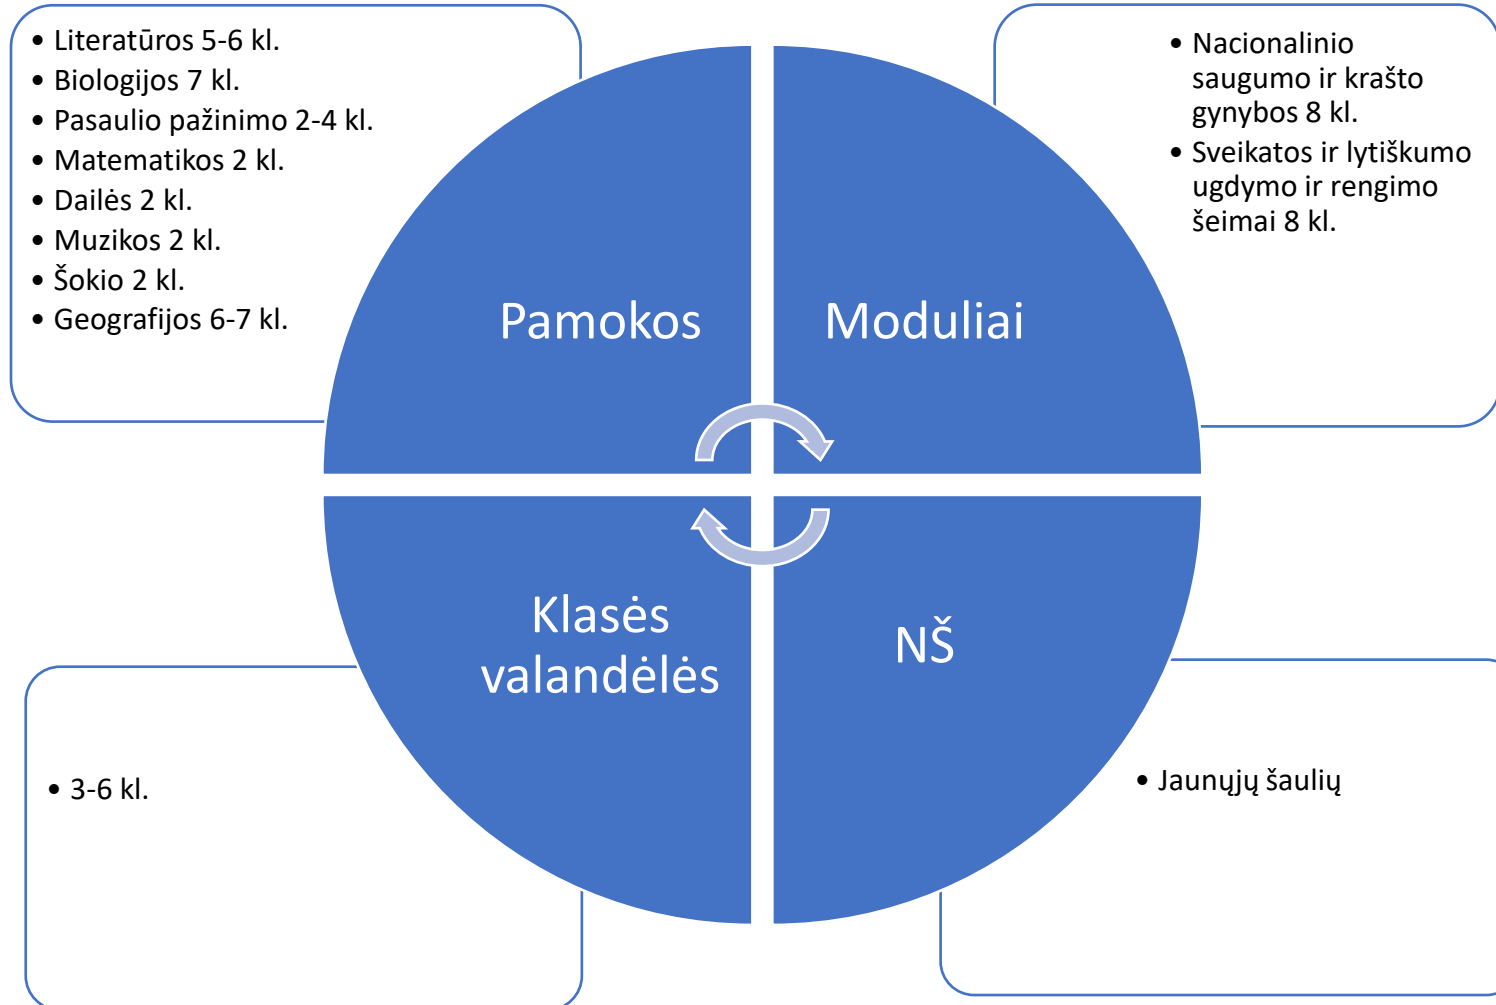 • Literatūros 5-6 kl.
• Biologijos 7 kl.
• Pasaulio pažinimo 2-4 kl.
• Matematikos 2 kl.
• Dailės 2 kl.
• Muzikos 2 kl.
• Šokio 2 kl.
• Geografijos 6-7 kl.
• Nacionalinio
saugumo ir krašto
gynybos 8 kl.
• Sveikatos ir lytiškumo
ugdymo ir rengimo
šeimai 8 kl.
Pamokos
Moduliai
Klasės
valandėlės
NŠ
• 3-6 kl.
• Jaunųjų šaulių